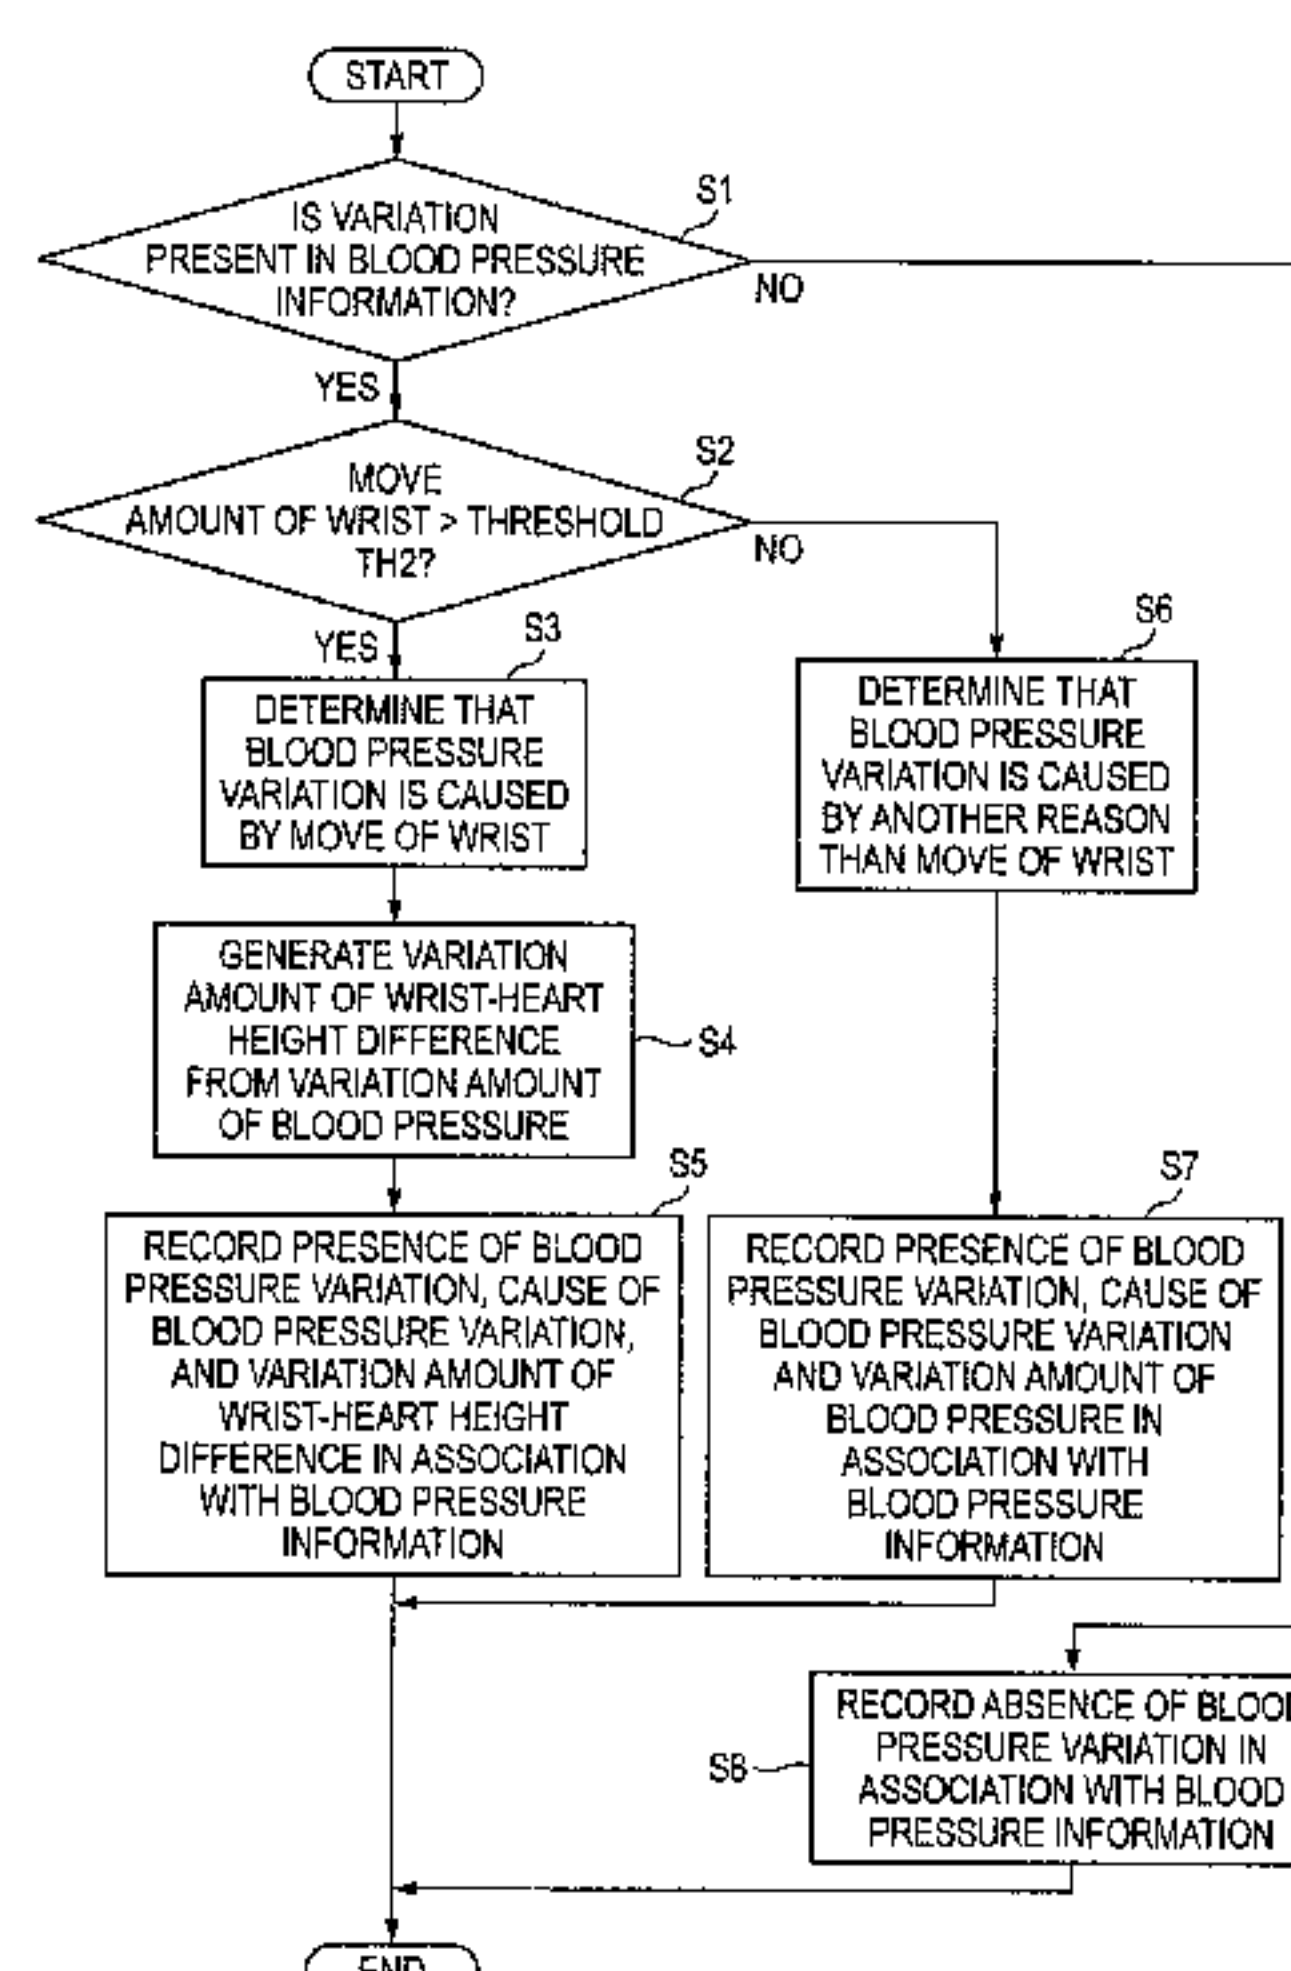 START
S1
IS VARIATION
PRESENT IN BLOOD PRESSURE
INFORMATION?
NO
YES
S2
MOVE
AMOUNT OF WRIST > THRESHOLD
TH2?
NO
YES
S3
DETERMINE THAT
BLOOD PRESSURE
VARIATION IS CAUSED
BY MOVE OF WRIST
S6
DETERMINE THAT
BLOOD PRESSURE
VARIATION IS CAUSED
BY ANOTHER REASON
THAN MOVE OF WRIST
GENERATE VARIATION
AMOUNT OF WRIST-HEART
HEIGHT DIFFERENCE
FROM VARIATION AMOUNT
OF BLOOD PRESSURE
S4
S5
RECORD PRESENCE OF BLOOD
PRESSURE VARIATION, CAUSE OF
BLOOD PRESSURE VARIATION,
AND VARIATION AMOUNT OF
WRIST-HEART HEIGHT
DIFFERENCE IN ASSOCIATION
WITH BLOOD PRESSURE
INFORMATION
S7
RECORD PRESENCE OF BLOOD
PRESSURE VARIATION, CAUSE OF
BLOOD PRESSURE VARIATION
AND VARIATION AMOUNT OF
BLOOD PRESSURE IN
ASSOCIATION WITH
BLOOD PRESSURE
INFORMATION
S8
RECORD ABSENCE OF BLOOD
PRESSURE VARIATION IN
ASSOCIATION WITH BLOOD
PRESSURE INFORMATION
END